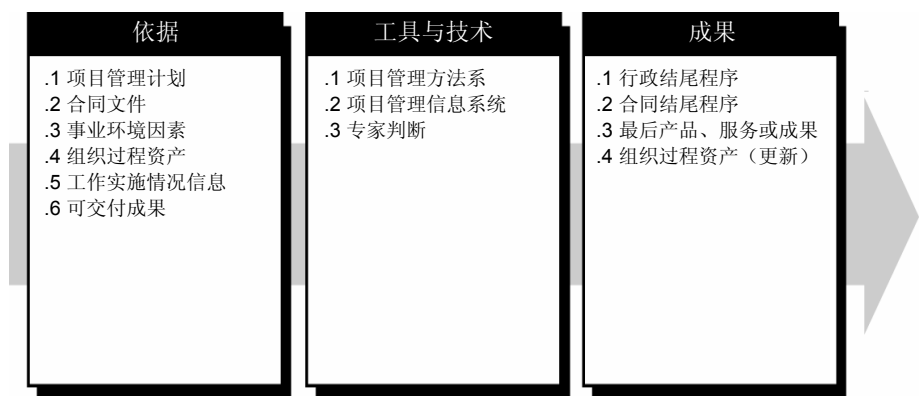 依据
.1 项目管理计划
.2 合同文件
.3 事业环境因素
.4 组织过程资产
.5 工作实施情况信息
.6 可交付成果
工具与技术
.1 项目管理方法系
.2 项目管理信息系统
.3 专家判断
成果
.1 行政结尾程序
.2 合同结尾程序
.3 最后产品、服务或成果
.4 组织过程资产（更新）